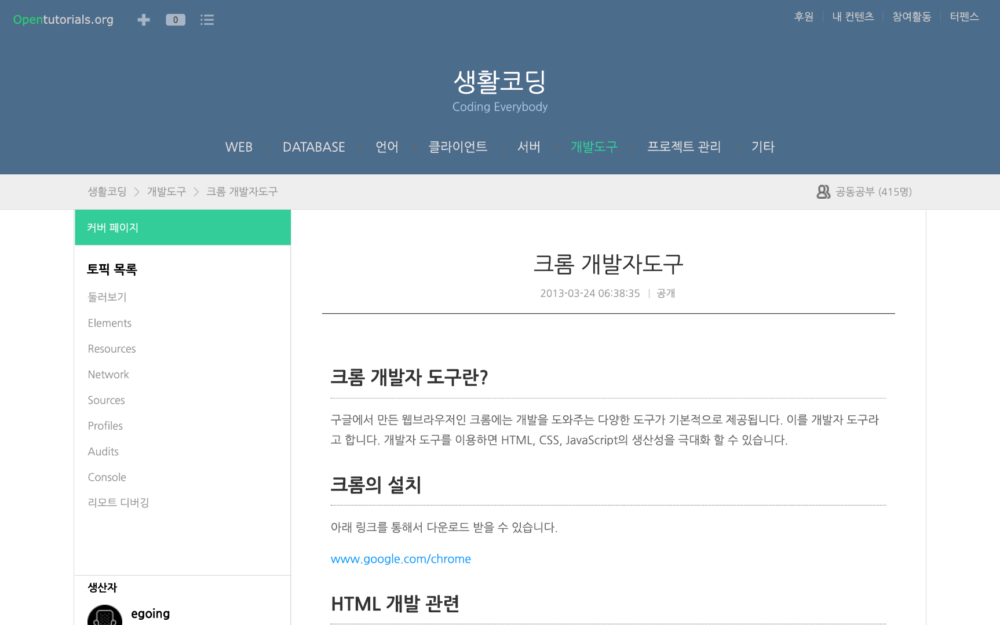 Opentutorials.org 0 후원 내 컨텐츠 참여활동 터펜스
생활코딩
Coding Everybody
WEB DATABASE 언어 클라이언트 서버 개발도구 프로젝트 관리 기타
생활코딩 > 개발도구 > 크롬 개발자도구 공동공부 (415명)
커버 페이지
토픽 목록
둘러보기
Elements
Resources
Network
Sources
Profiles
Audits
Console
리모트 디버깅
생산자
egoing
크롬 개발자도구
2013-03-24 06:38:35 | 공개
크롬 개발자 도구란?
구글에서 만든 웹브라우저인 크롬에는 개발을 도와주는 다양한 도구가 기본적으로 제공됩니다. 이를 개발자 도구라
고 합니다. 개발자 도구를 이용하면 HTML, CSS, JavaScript의 생산성을 극대화 할 수 있습니다.
크롬의 설치
아래 링크를 통해서 다운로드 받을 수 있습니다.
www.google.com/chrome
HTML 개발 관련